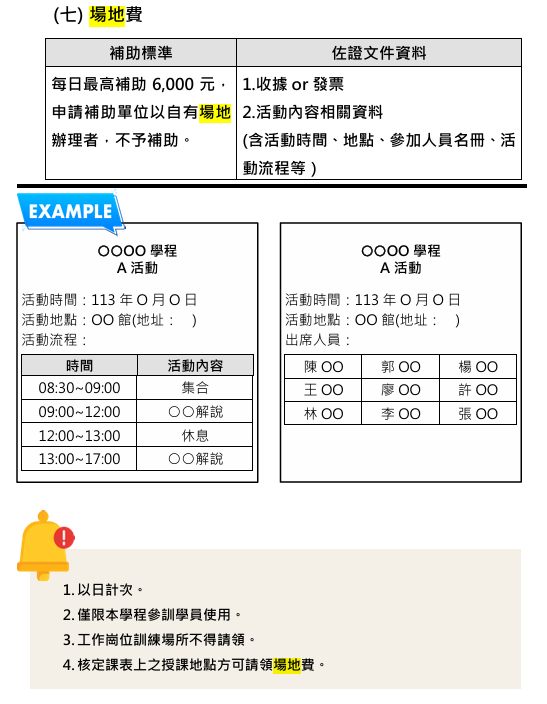 (七) 場地費
補助標準
佐證文件資料
每日最高補助 6,000 元，
申請補助單位以自有場地
辦理者，不予補助。
1.收據 or 發票
2.活動內容相關資料
(含活動時間、地點、參加人員名冊、活
動流程等 )
EXAMPLE
○○○○ 學程
A 活動
活動時間：113 年 O 月 O 日
活動地點：OO 館(地址：　)
活動流程：
時間 活動內容
08:30~09:00 集合
09:00~12:00 ○○解說
12:00~13:00 休息
13:00~17:00 ○○解說
○○○○ 學程
A 活動
活動時間：113 年 O 月 O 日
活動地點：OO 館(地址：　)
出席人員：
陳 OO 郭 OO 楊 OO
王 OO 廖 OO 許 OO
林 OO 李 OO 張 OO
1. 以日計次。
2. 僅限本學程參訓學員使用。
3. 工作崗位訓練場所不得請領。
4. 核定課表上之授課地點方可請領場地費。